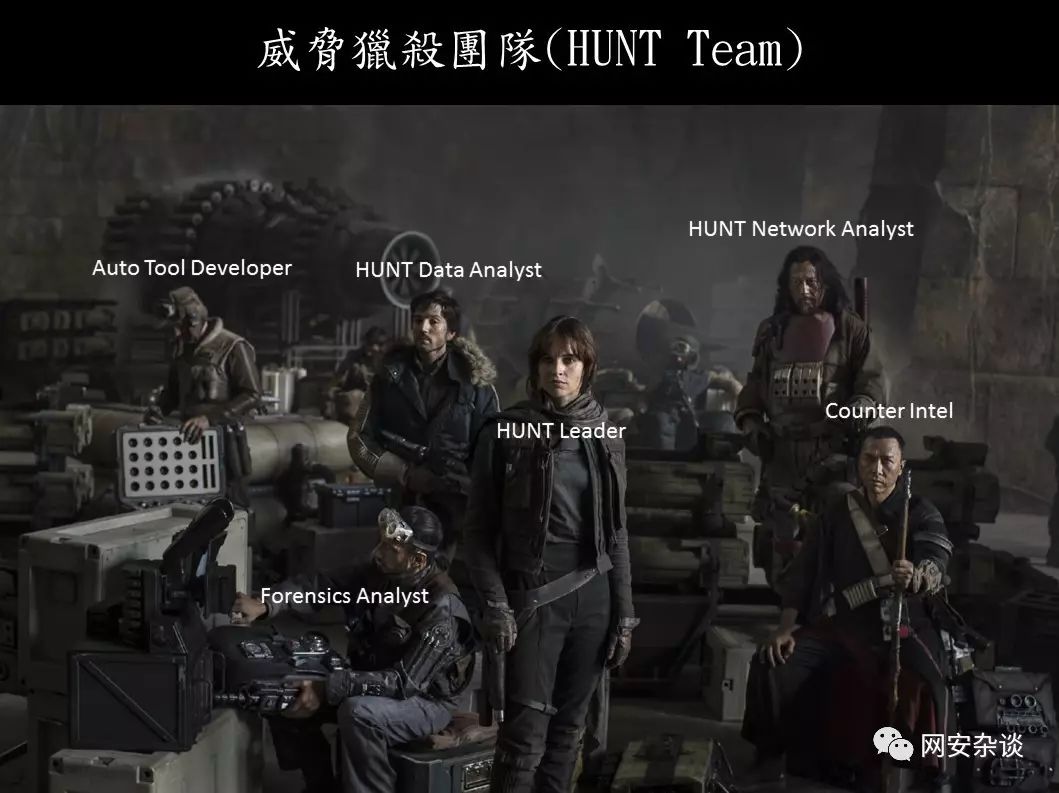 威脅獵殺團隊(HUNT Team)
HUNT Network Analyst
Auto Tool Developer
HUNT Data Analyst
Counter Intel
HUNT Leader
Forensics Analyst
网安杂谈